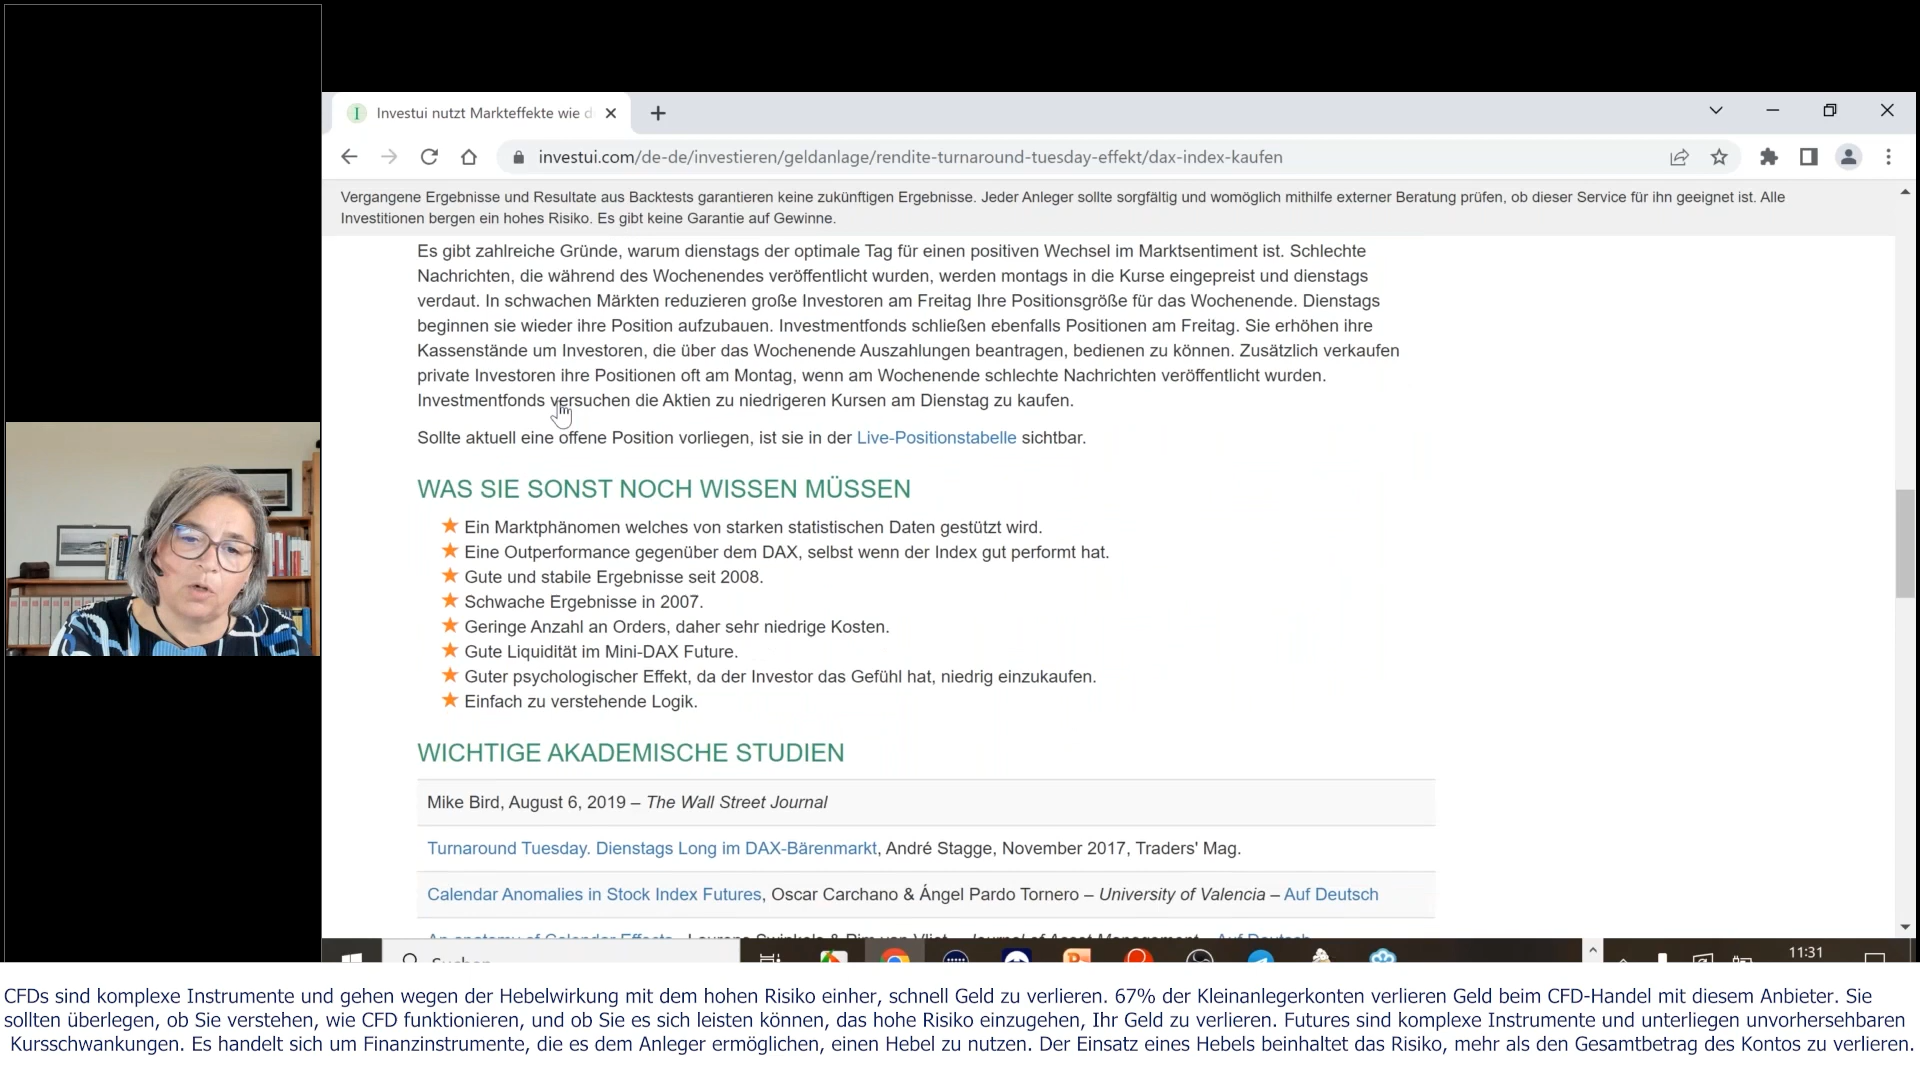 Investui nutzt Markteffekte wie d
investui.com/de-de/investieren/geldanlage/rendite-turnaround-tuesday-effekt/dax-index-kaufen
Vergangene Ergebnisse und Resultate aus Backtests garantieren keine zukünftigen Ergebnisse. Jeder Anleger sollte sorgfältig und womöglich mithilfe externer Beratung prüfen, ob dieser Service für ihn geeignet ist. Alle
Investitionen bergen ein hohes Risiko. Es gibt keine Garantie auf Gewinne.
Es gibt zahlreiche Gründe, warum dienstags der optimale Tag für einen positiven Wechsel im Marktsentiment ist. Schlechte
Nachrichten, die während des Wochenendes veröffentlicht wurden, werden montags in die Kurse eingepreist und dienstags
verdaut. In schwachen Märkten reduzieren große Investoren am Freitag Ihre Positionsgröße für das Wochenende. Dienstags
beginnen sie wieder ihre Position aufzubauen. Investmentfonds schließen ebenfalls Positionen am Freitag. Sie erhöhen ihre
Kassenstände um Investoren, die über das Wochenende Auszahlungen beantragen, bedienen zu können. Zusätzlich verkaufen
private Investoren ihre Positionen oft am Montag, wenn am Wochenende schlechte Nachrichten veröffentlicht wurden.
Investmentfonds versuchen die Aktien zu niedrigeren Kursen am Dienstag zu kaufen.
Sollte aktuell eine offene Position vorliegen, ist sie in der Live-Positionstabelle sichtbar.
WAS SIE SONST NOCH WISSEN MÜSSEN
Ein Marktphänomen welches von starken statistischen Daten gestützt wird.
Eine Outperformance gegenüber dem DAX, selbst wenn der Index gut performt hat.
Gute und stabile Ergebnisse seit 2008.
Schwache Ergebnisse in 2007.
Geringe Anzahl an Orders, daher sehr niedrige Kosten.
Gute Liquidität im Mini-DAX Future.
Guter psychologischer Effekt, da der Investor das Gefühl hat, niedrig einzukaufen.
Einfach zu verstehende Logik.
WICHTIGE AKADEMISCHE STUDIEN
Mike Bird, August 6, 2019 – The Wall Street Journal
Turnaround Tuesday. Dienstags Long im DAX-Bärenmarkt, André Stagge, November 2017, Traders' Mag.
Calendar Anomalies in Stock Index Futures, Oscar Carchano & Ángel Pardo Tornero – University of Valencia – Auf Deutsch
An anatomy of Calendar Effects, Laurens Swinkels & Pim van Vliet – Journal of Asset Management – Auf Deutsch
Suchen
11:31
CFDs sind komplexe Instrumente und gehen wegen der Hebelwirkung mit dem hohen Risiko einher, schnell Geld zu verlieren. 67% der Kleinanlegerkonten verlieren Geld beim CFD-Handel mit diesem Anbieter. Sie
sollten überlegen, ob Sie verstehen, wie CFD funktionieren, und ob Sie es sich leisten können, das hohe Risiko einzugehen, Ihr Geld zu verlieren. Futures sind komplexe Instrumente und unterliegen unvorhersehbaren
Kursschwankungen. Es handelt sich um Finanzinstrumente, die es dem Anleger ermöglichen, einen Hebel zu nutzen. Der Einsatz eines Hebels beinhaltet das Risiko, mehr als den Gesamtbetrag des Kontos zu verlieren.